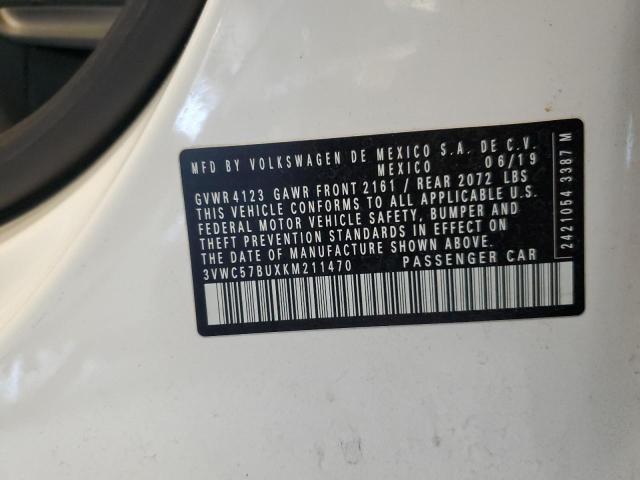 MFD BY VOLKSWAGEN DE MEXICO S.A. DE C.V.
MEXICO 06/19
GVWR 4123 GAWR FRONT 2161 / REAR 2072 LBS
THIS VEHICLE CONFORMS TO ALL APPLICABLE U.S.
FEDERAL MOTOR VEHICLE SAFETY, BUMPER AND
THEFT PREVENTION STANDARDS IN EFFECT ON
THE DATE OF MANUFACTURE SHOWN ABOVE.
3VWC57BUXKM211470 PASSENGER CAR
2421054 3387 M